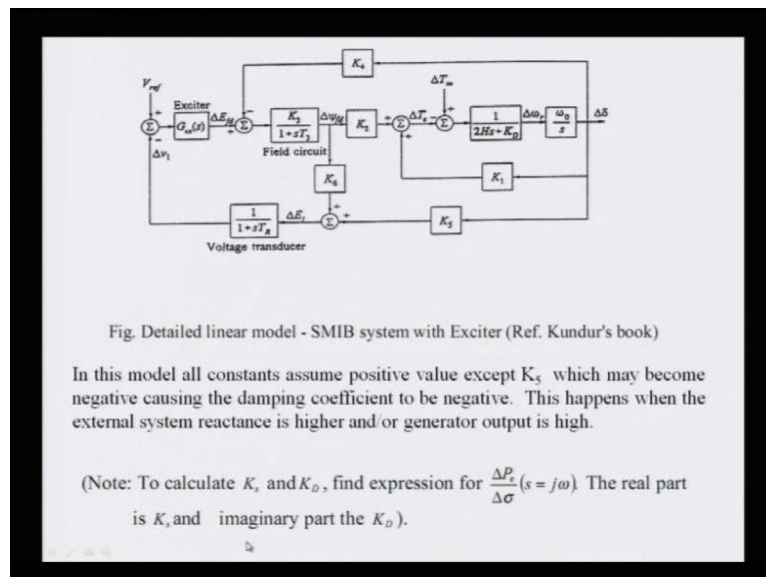 K₄
V_ref
ΔT_m
Exciter
G_ex(s)
ΔE_fd
K₃
1+sT₃
Δψ_fd
K₂
ΔT_e
1
2Hs+K_D
Δω_r
ω₀
s
Δδ
Σ
Σ
Σ
Σ
Δv₁
Field circuit
K₆
K₁
1
1+sT_R
ΔE_t
Σ
K₅
Voltage transducer
Fig. Detailed linear model - SMIB system with Exciter (Ref. Kundur's book)
In this model all constants assume positive value except K₅ which may become
negative causing the damping coefficient to be negative. This happens when the
external system reactance is higher and/or generator output is high.
(Note: To calculate K_s and K_D, find expression for ΔP_e/Δσ (s = jω) The real part
is K_s and imaginary part the K_D).